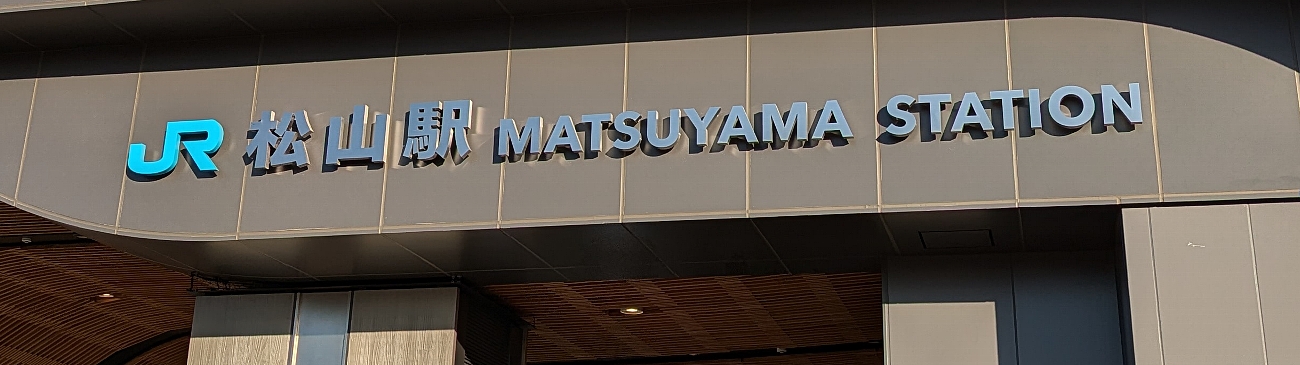 JR 松山駅 MATSUYAMA STATION